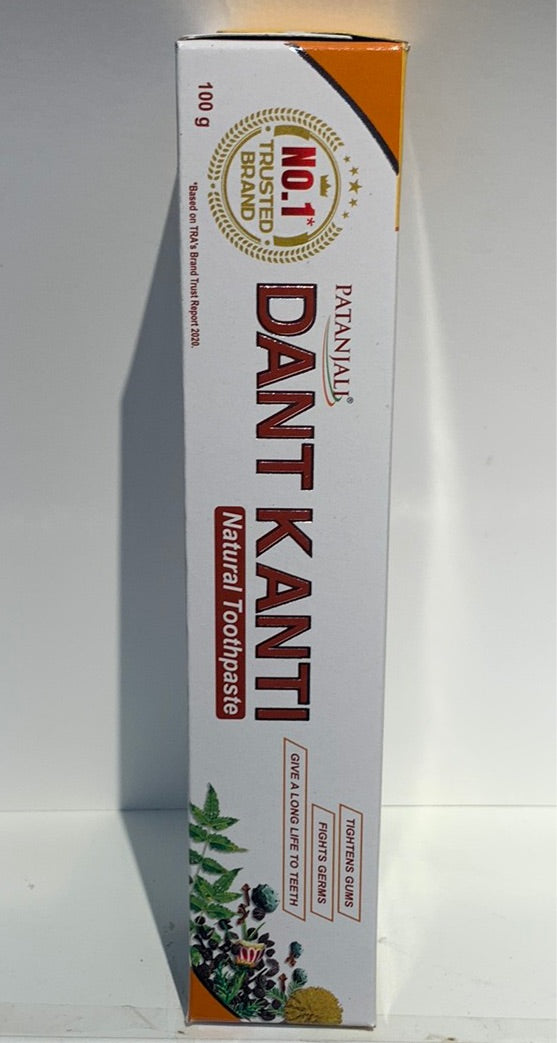 100 g
NO.1*
TRUSTED
BRAND
*Based on TRA's Brand Trust Report 2020.
PATANJALI®
DANT KANTI
Natural Toothpaste
TIGHTENS GUMS
FIGHTS GERMS
GIVE A LONG LIFE TO TEETH